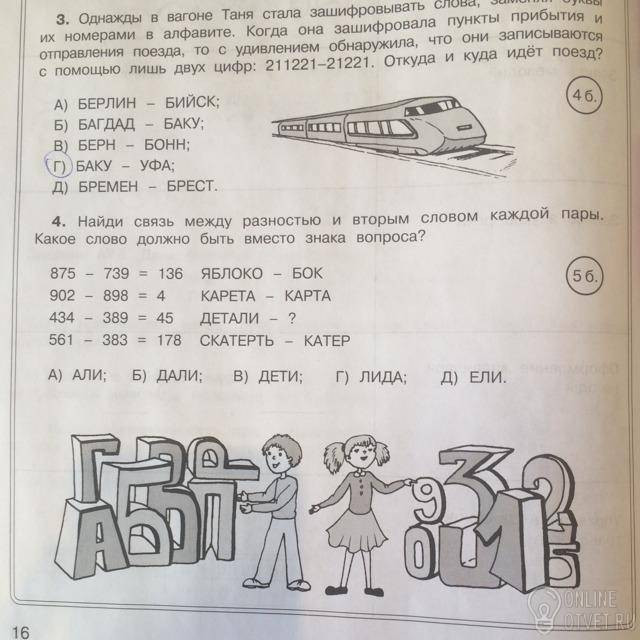 3. Однажды в вагоне Таня стала зашифровывать слова, заменяя буквы
их номерами в алфавите. Когда она зашифровала пункты прибытия и
отправления поезда, то с удивлением обнаружила, что они записываются
с помощью лишь двух цифр: 211221–21221. Откуда и куда идёт поезд?
4 б.
А) БЕРЛИН – БИЙСК;
Б) БАГДАД – БАКУ;
В) БЕРН – БОНН;
Г) БАКУ – УФА;
Д) БРЕМЕН – БРЕСТ.
4. Найди связь между разностью и вторым словом каждой пары.
Какое слово должно быть вместо знака вопроса?
5 б.
875 – 739 = 136 ЯБЛОКО – БОК
902 – 898 = 4 КАРЕТА – КАРТА
434 – 389 = 45 ДЕТАЛИ – ?
561 – 383 = 178 СКАТЕРТЬ – КАТЕР
А) АЛИ; Б) ДАЛИ; В) ДЕТИ; Г) ЛИДА; Д) ЕЛИ.
16
ONLINE
OTVET.RU